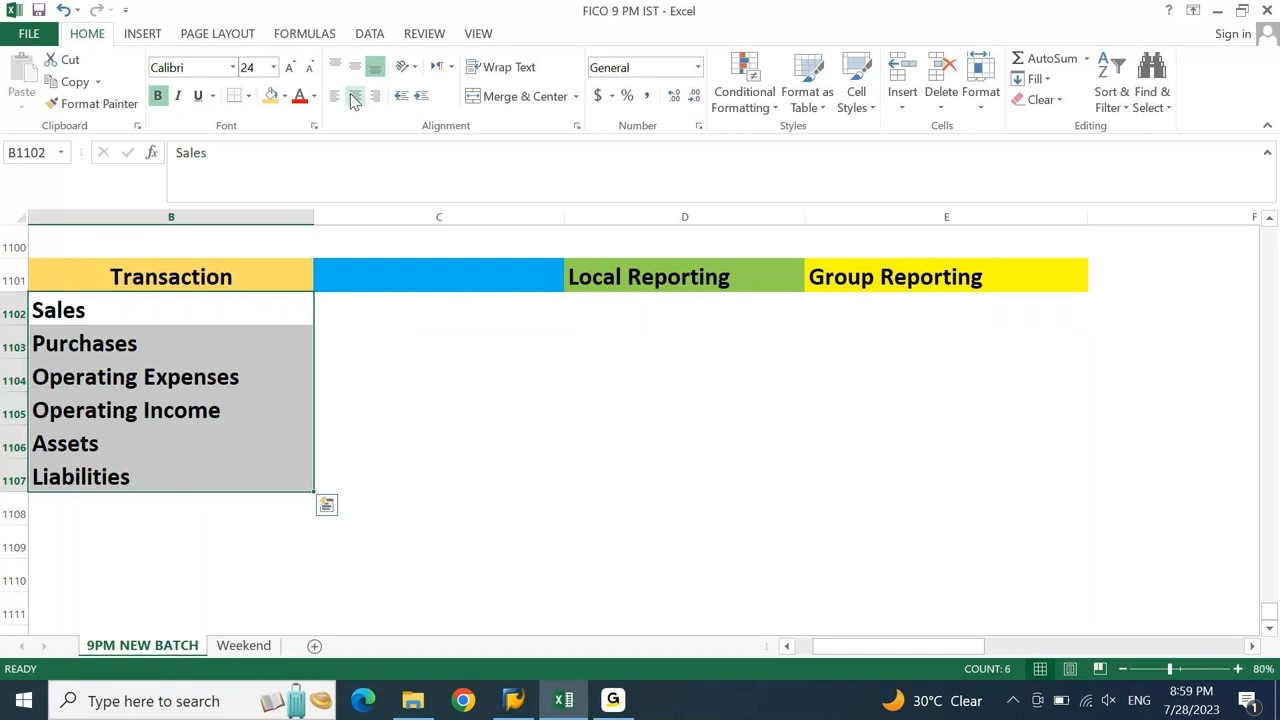 FICO 9 PM IST - Excel
? 
Sign in
FILE HOME INSERT PAGE LAYOUT FORMULAS DATA REVIEW VIEW
Paste
Cut
Copy
Format Painter
Clipboard
Calibri 24
B I U
Font
Wrap Text
Merge & Center
Alignment
General
$ % ,
Number
Conditional Formatting
Format as Table
Cell Styles
Styles
Insert Delete Format
Cells
AutoSum
Fill
Clear
Sort & Filter
Find & Select
Editing
B1102 fx Sales
B C D E F
1100
1101 Transaction Local Reporting Group Reporting
1102 Sales
1103 Purchases
1104 Operating Expenses
1105 Operating Income
1106 Assets
1107 Liabilities
1108
1109
1110
1111
9PM NEW BATCH Weekend
READY COUNT: 6 80%
Type here to search
30°C Clear
ENG
8:59 PM
7/28/2023
1